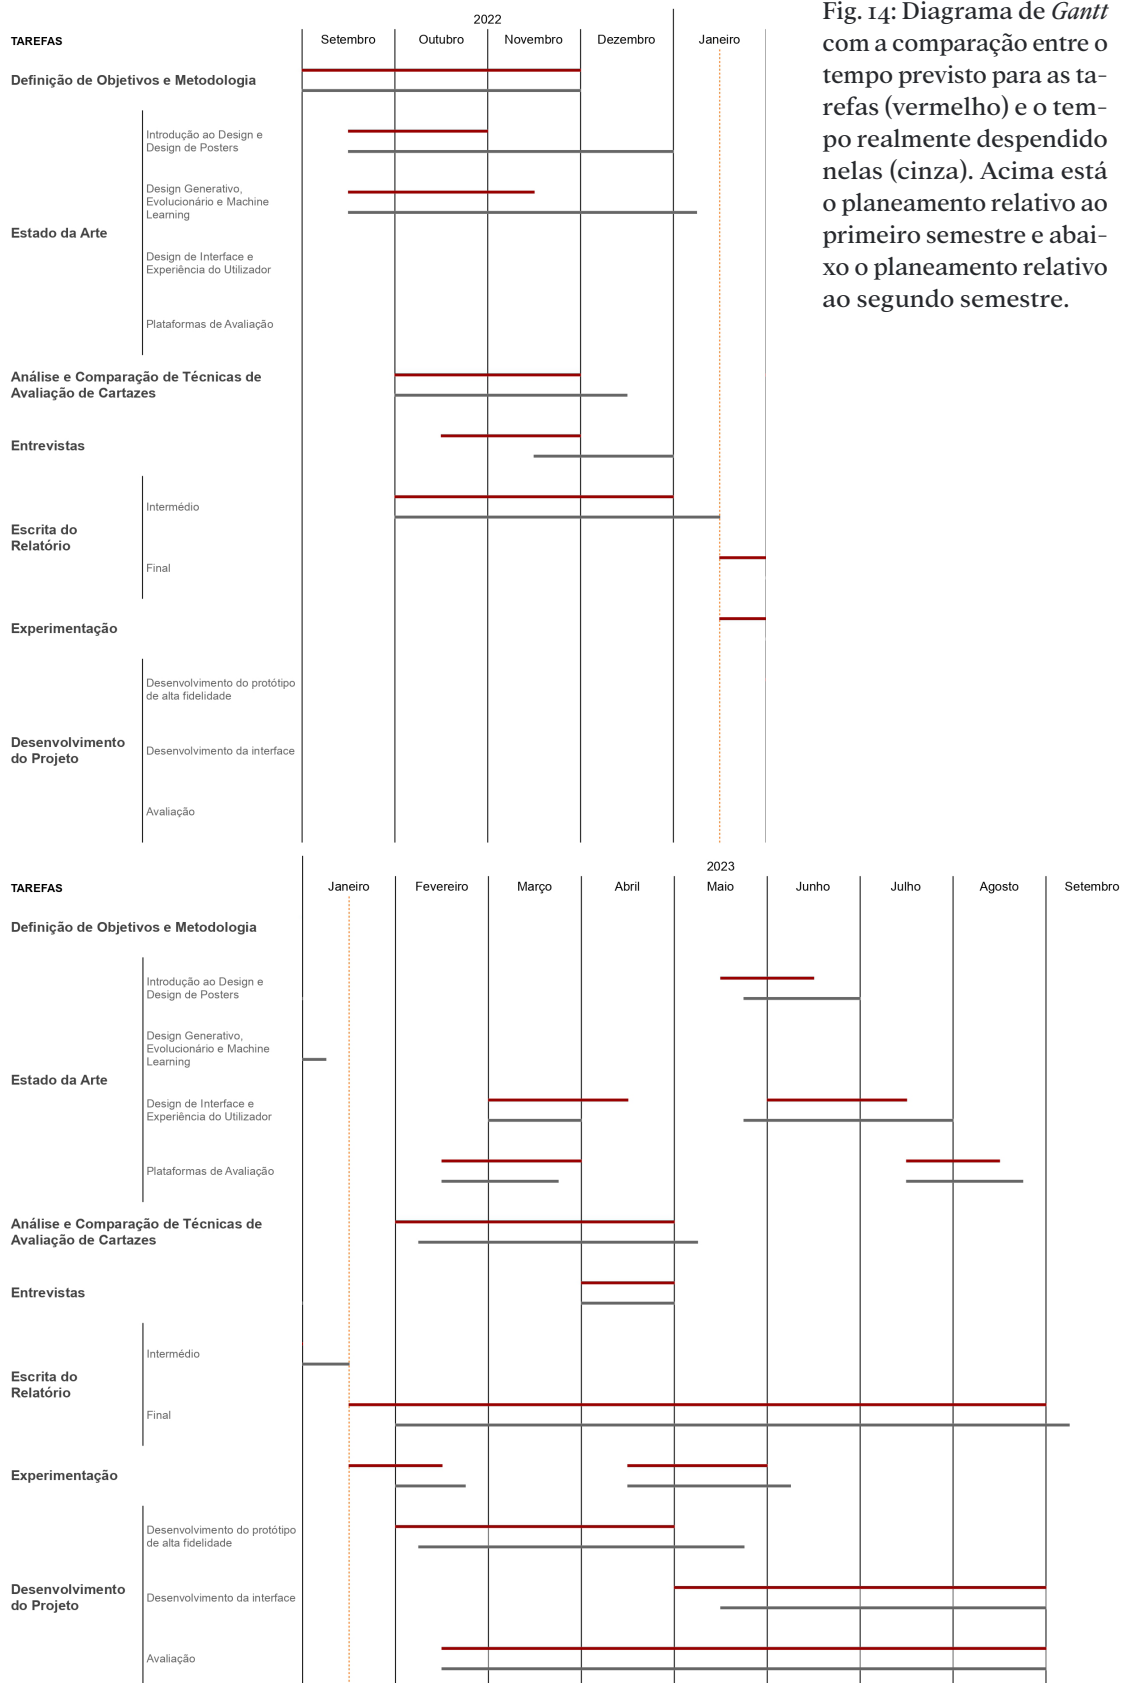 2022
TAREFAS
Setembro
Outubro
Novembro
Dezembro
Janeiro
Definição de Objetivos e Metodologia
Estado da Arte
Introdução ao Design e
Design de Posters
Design Generativo,
Evolucionário e Machine
Learning
Design de Interface e
Experiência do Utilizador
Plataformas de Avaliação
Análise e Comparação de Técnicas de
Avaliação de Cartazes
Entrevistas
Escrita do
Relatório
Intermédio
Final
Experimentação
Desenvolvimento
do Projeto
Desenvolvimento do protótipo
de alta fidelidade
Desenvolvimento da interface
Avaliação
Fig. 14: Diagrama de Gantt
com a comparação entre o
tempo previsto para as ta-
refas (vermelho) e o tem-
po realmente despendido
nelas (cinza). Acima está
o planeamento relativo ao
primeiro semestre e abai-
xo o planeamento relativo
ao segundo semestre.
2023
TAREFAS
Janeiro
Fevereiro
Março
Abril
Maio
Junho
Julho
Agosto
Setembro
Definição de Objetivos e Metodologia
Estado da Arte
Introdução ao Design e
Design de Posters
Design Generativo,
Evolucionário e Machine
Learning
Design de Interface e
Experiência do Utilizador
Plataformas de Avaliação
Análise e Comparação de Técnicas de
Avaliação de Cartazes
Entrevistas
Escrita do
Relatório
Intermédio
Final
Experimentação
Desenvolvimento
do Projeto
Desenvolvimento do protótipo
de alta fidelidade
Desenvolvimento da interface
Avaliação